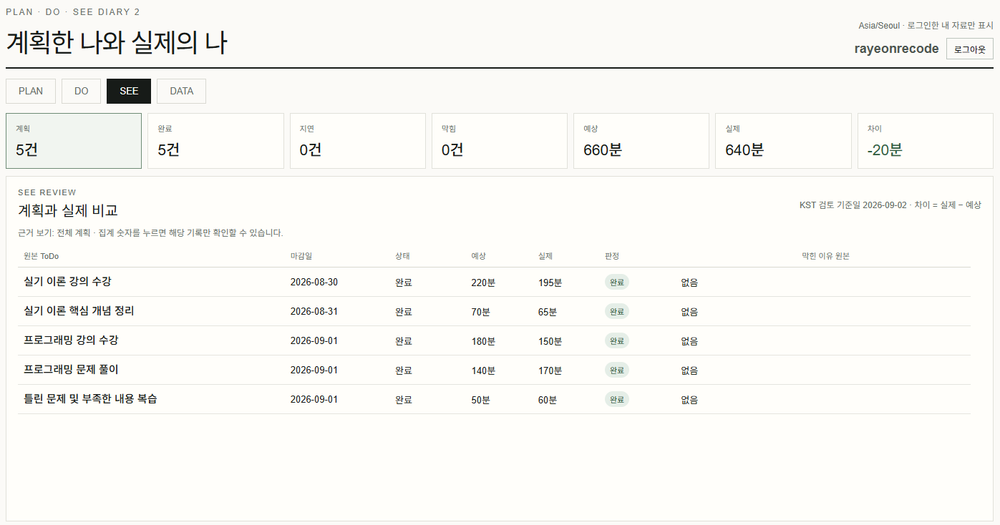 PLAN · DO · SEE DIARY 2
계획한 나와 실제의 나
Asia/Seoul · 로그인한 내 자료만 표시
rayeonrecode 로그아웃
PLAN DO SEE DATA
계획 완료 지연 막힘 예상 실제 차이
5건 5건 0건 0건 660분 640분 -20분
SEE REVIEW
계획과 실제 비교
KST 검토 기준일 2026-09-02 · 차이 = 실제 − 예상
근거 보기: 전체 계획 · 집계 숫자를 누르면 해당 기록만 확인할 수 있습니다.
원본 ToDo 마감일 상태 예상 실제 판정 막힌 이유 원본
실기 이론 강의 수강 2026-08-30 완료 220분 195분 완료 없음
실기 이론 핵심 개념 정리 2026-08-31 완료 70분 65분 완료 없음
프로그래밍 강의 수강 2026-09-01 완료 180분 150분 완료 없음
프로그래밍 문제 풀이 2026-09-01 완료 140분 170분 완료 없음
틀린 문제 및 부족한 내용 복습 2026-09-01 완료 50분 60분 완료 없음